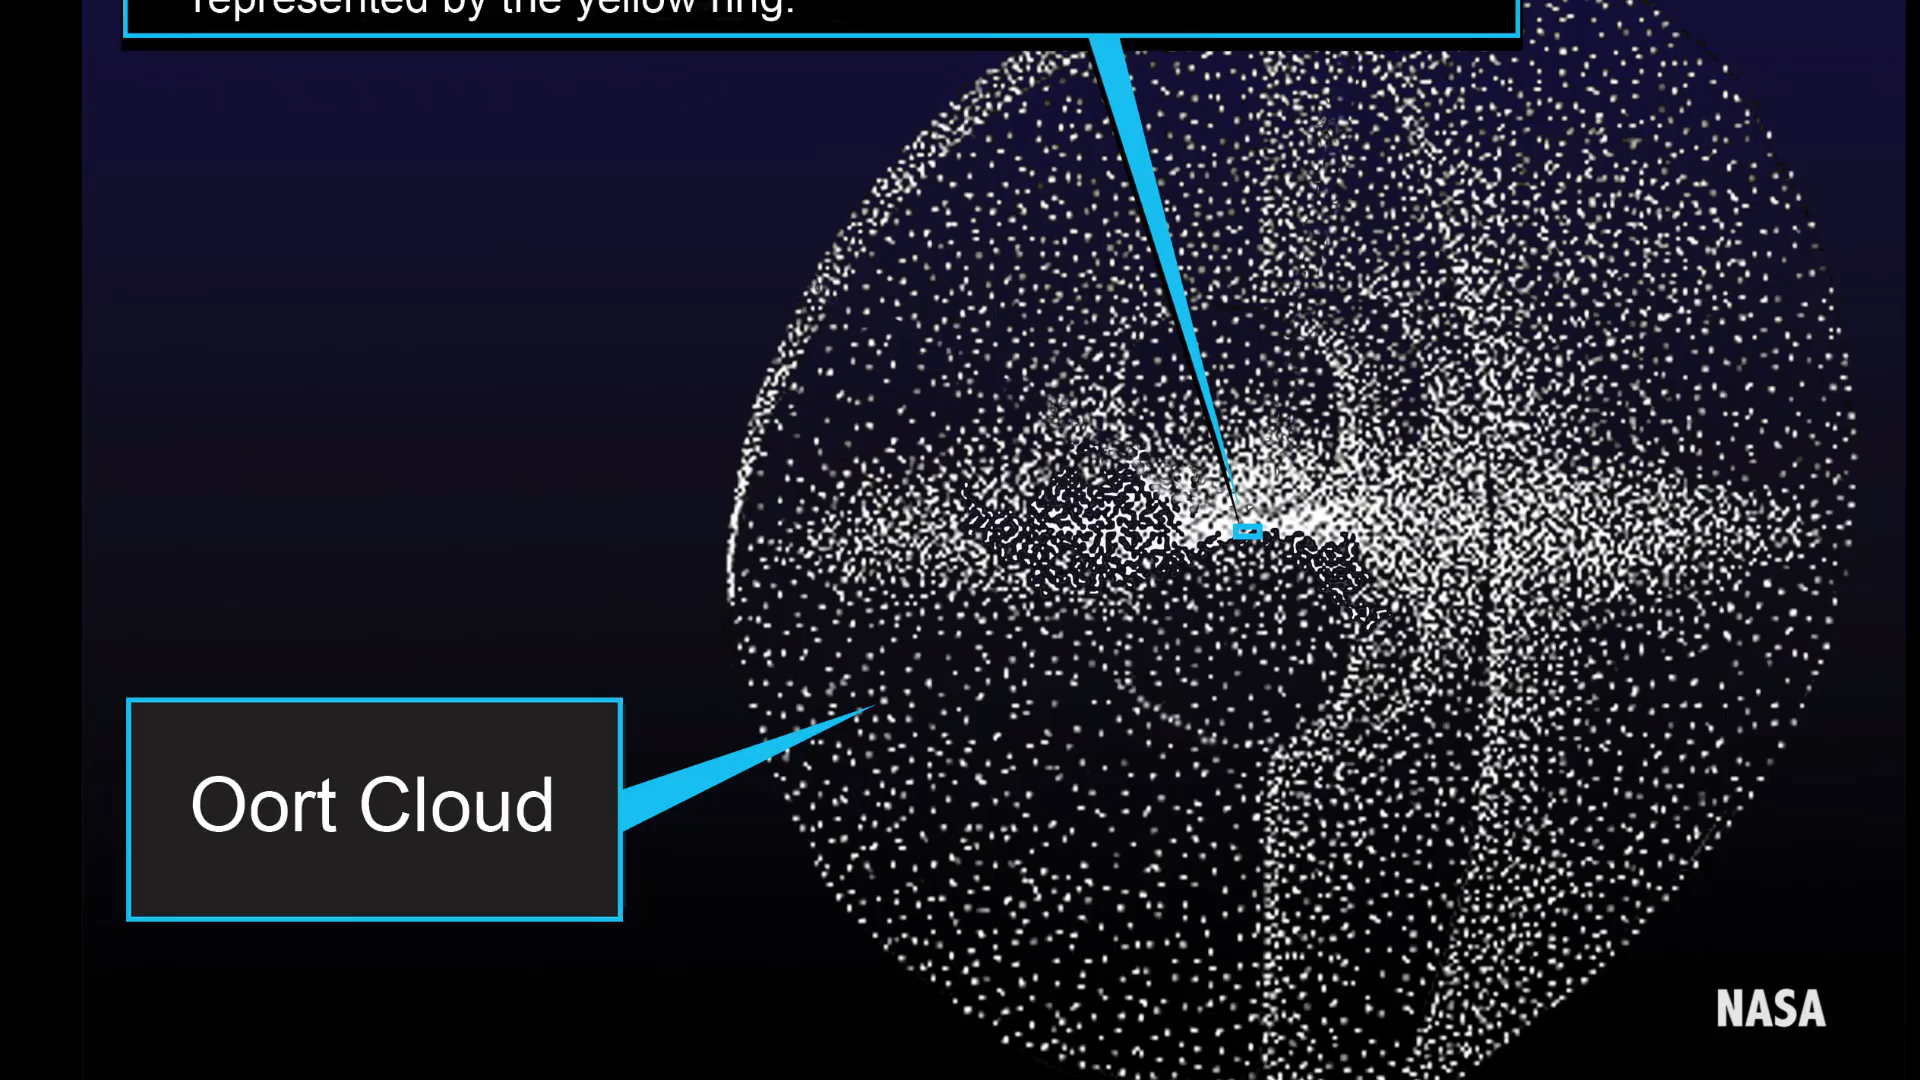 represented by the yellow ring.
Oort Cloud
NASA